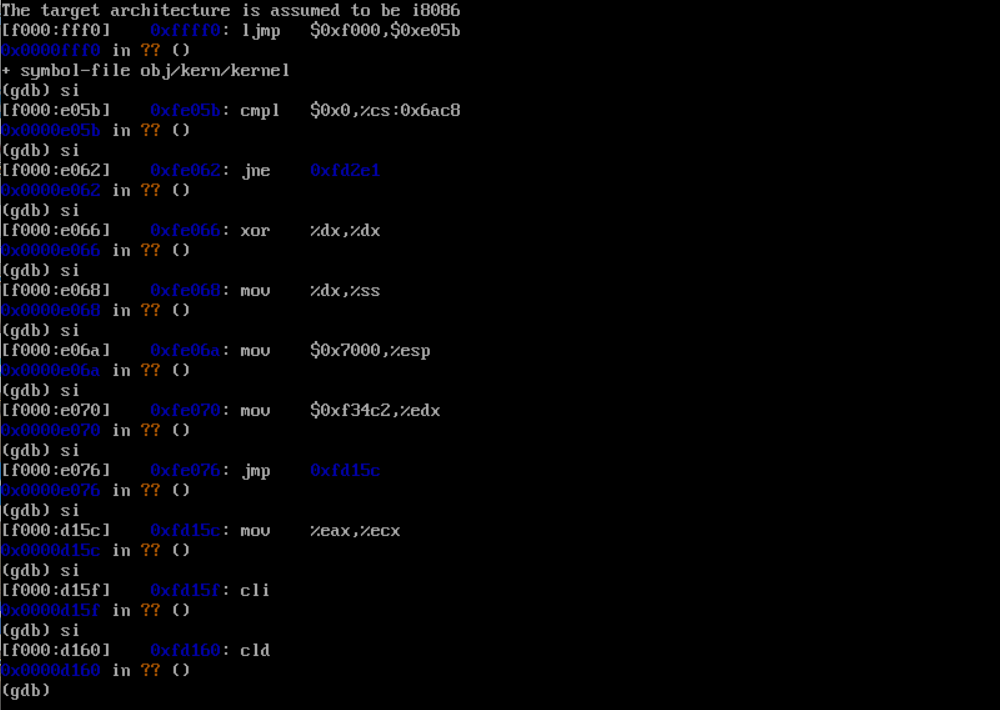 The target architecture is assumed to be i8086
[f000:fff0]    0xffff0: ljmp   $0xf000,$0xe05b
0x0000fff0 in ?? ()
+ symbol-file obj/kern/kernel
(gdb) si
[f000:e05b]    0xfe05b: cmpl   $0x0,%cs:0x6ac8
0x0000e05b in ?? ()
(gdb) si
[f000:e062]    0xfe062: jne    0xfd2e1
0x0000e062 in ?? ()
(gdb) si
[f000:e066]    0xfe066: xor    %dx,%dx
0x0000e066 in ?? ()
(gdb) si
[f000:e068]    0xfe068: mov    %dx,%ss
0x0000e068 in ?? ()
(gdb) si
[f000:e06a]    0xfe06a: mov    $0x7000,%esp
0x0000e06a in ?? ()
(gdb) si
[f000:e070]    0xfe070: mov    $0xf34c2,%edx
0x0000e070 in ?? ()
(gdb) si
[f000:e076]    0xfe076: jmp    0xfd15c
0x0000e076 in ?? ()
(gdb) si
[f000:d15c]    0xfd15c: mov    %eax,%ecx
0x0000d15c in ?? ()
(gdb) si
[f000:d15f]    0xfd15f: cli
0x0000d15f in ?? ()
(gdb) si
[f000:d160]    0xfd160: cld
0x0000d160 in ?? ()
(gdb)